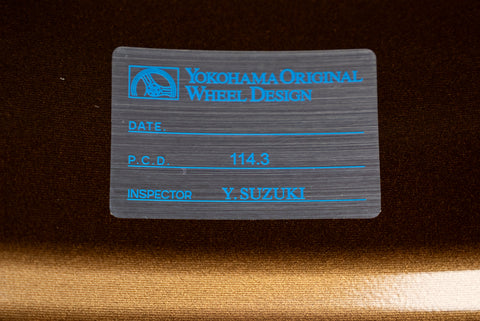 YOKOHAMA ORIGINAL
WHEEL DESIGN
DATE.
P.C.D. 114.3
INSPECTOR Y.SUZUKI